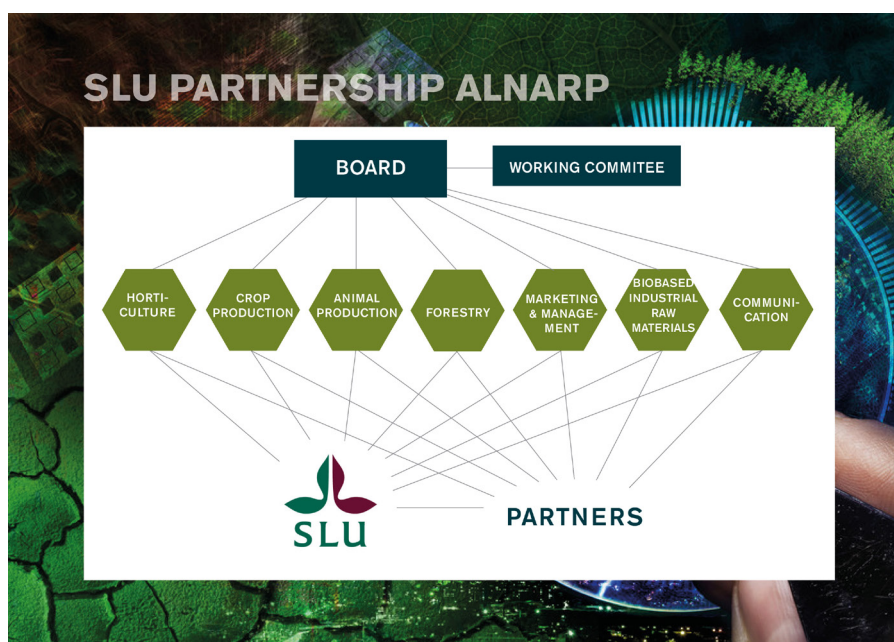 SLU PARTNERSHIP ALNARP
BOARD
WORKING COMMITEE
HORTI-
CULTURE
CROP
PRODUCTION
ANIMAL
PRODUCTION
FORESTRY
MARKETING
& MANAGE-
MENT
BIOBASED
INDUSTRIAL
RAW
MATERIALS
COMMUNI-
CATION
SLU
PARTNERS